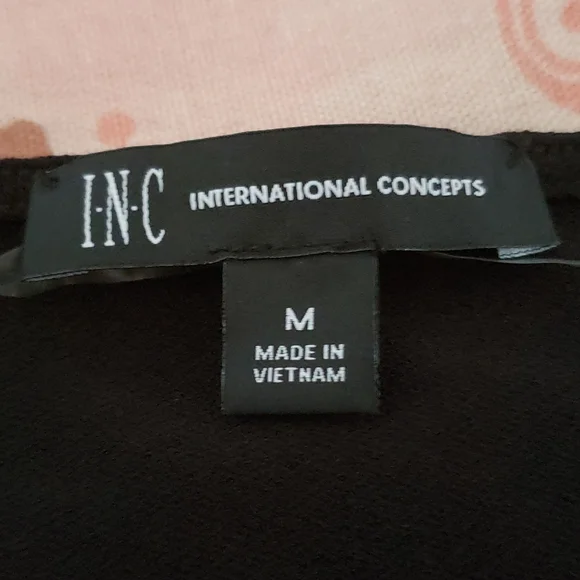 I·N·C INTERNATIONAL CONCEPTS
M
MADE IN
VIETNAM